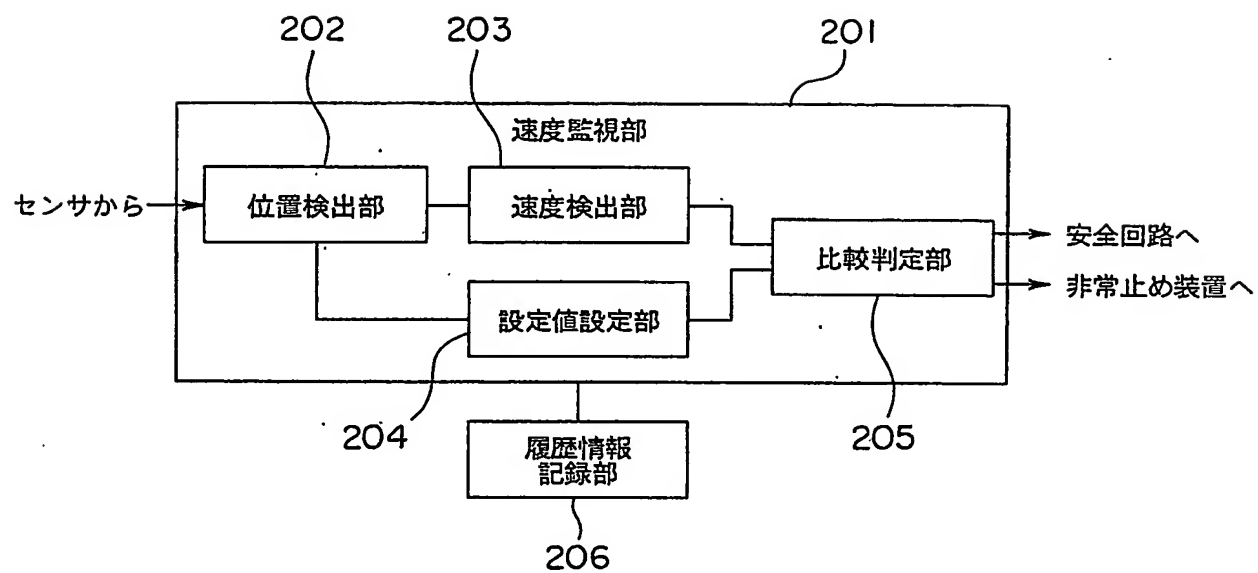 202
203
201
速度監視部
センサから
位置検出部
速度検出部
比較判定部
安全回路へ
非常止め装置へ
設定値設定部
204
205
履歴情報
記録部
206